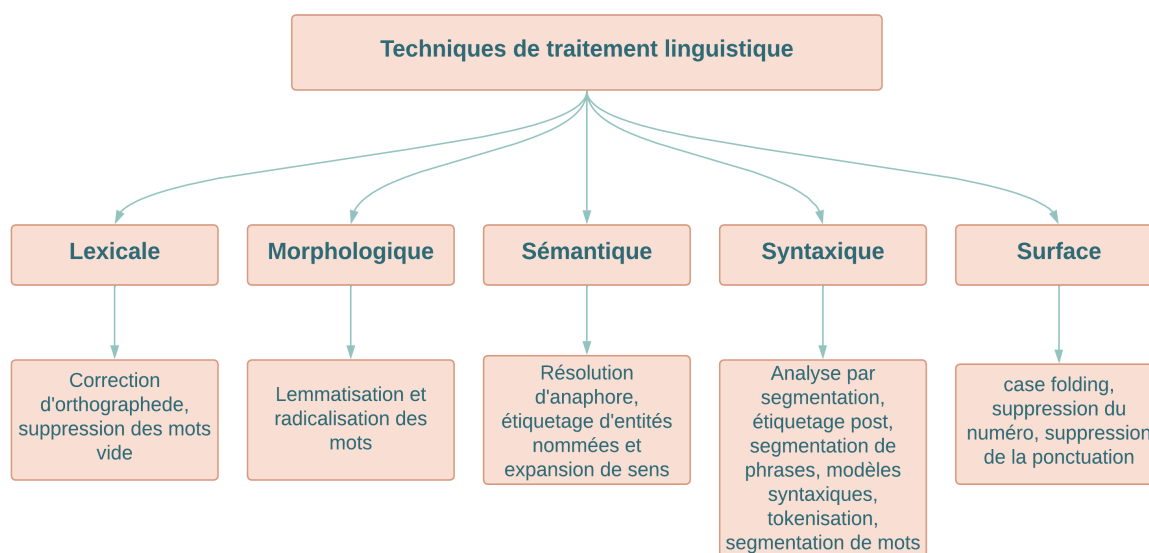 Techniques de traitement linguistique
Lexicale
Morphologique
Sémantique
Syntaxique
Surface
Correction
d'orthographede,
suppression des mots
vide
Lemmatisation et
radicalisation des
mots
Résolution
d'anaphore,
étiquetage d'entités
nommées et
expansion de sens
Analyse par
segmentation,
étiquetage post,
segmentation de
phrases, modèles
syntaxiques,
tokenisation,
segmentation de mots
case folding,
suppression du
numéro, suppression
de la ponctuation